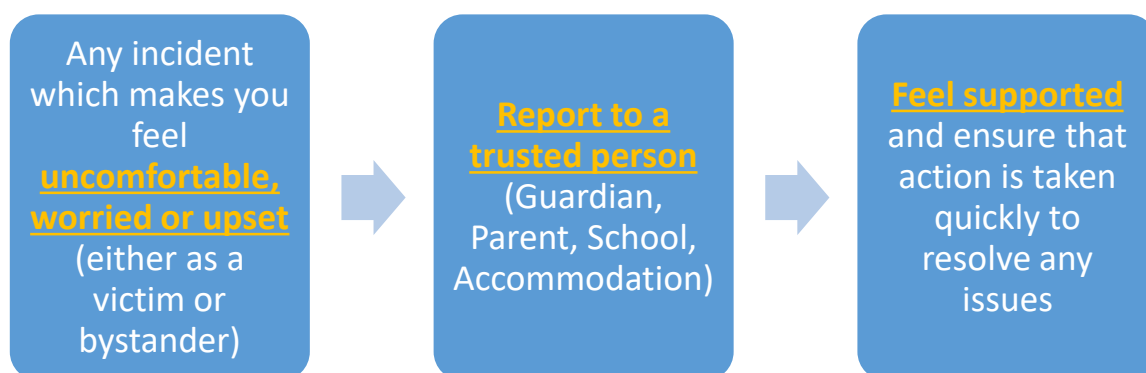 Any incident
which makes you
feel
uncomfortable,
worried or upset
(either as a
victim or
bystander)
Report to a
trusted person
(Guardian,
Parent, School,
Accommodation)
Feel supported
and ensure that
action is taken
quickly to
resolve any
issues